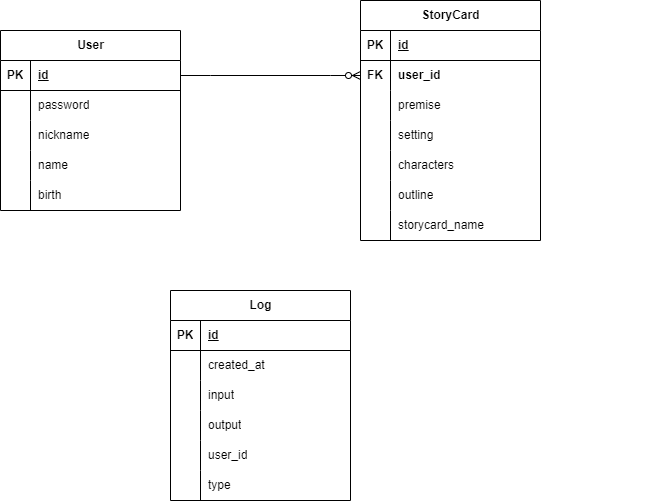 User
PK id
password
nickname
name
birth
StoryCard
PK id
FK user_id
premise
setting
characters
outline
storycard_name
Log
PK id
created_at
input
output
user_id
type